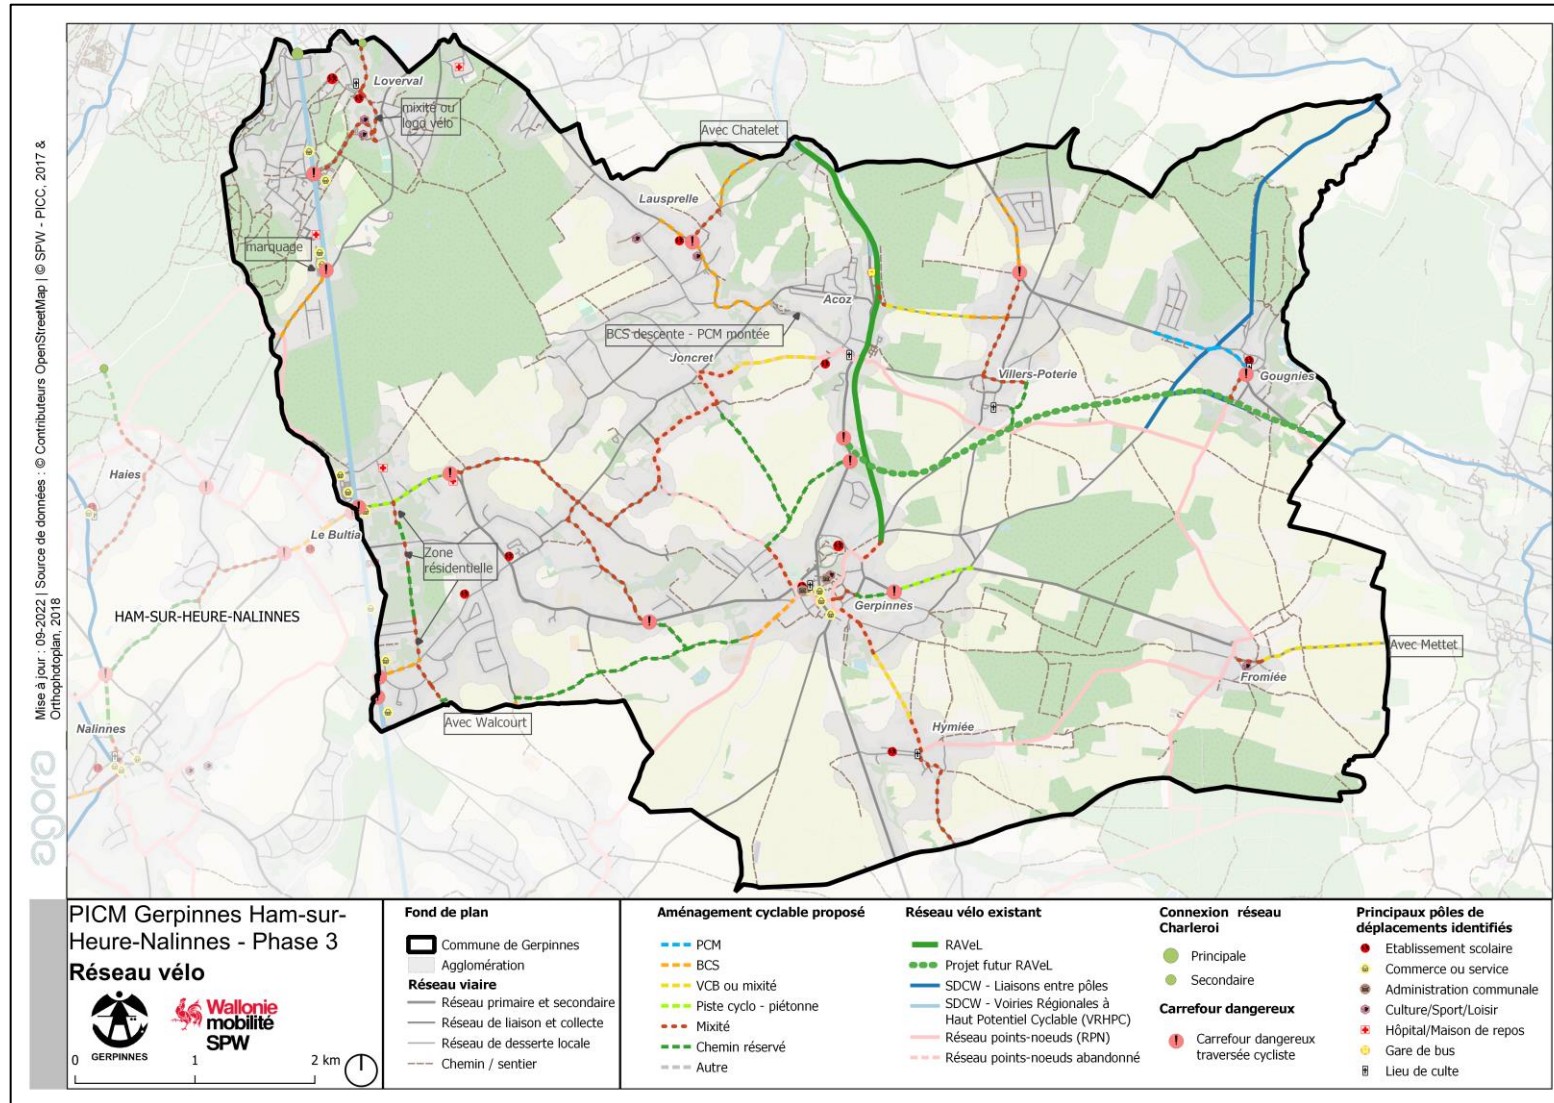 Loverval
mixité ou
logo vélo
Avec Chatelet
Lausprelle
marquage
Acoz
BCS descente - PCM montée
Joncret
Villers-Poterie
Gougnies
Haies
Le Bultia
Zone
résidentielle
HAM-SUR-HEURE-NALINNES
Gerpinnes
Avec Mettet
Fromiée
Avec Walcourt
Nalinnes
Hymiée
Mise à jour : 09-2022 | Source de données : © Contributeurs OpenStreetMap | © SPW - PICC, 2017 &
Orthophotoplan, 2018
agora
PICM Gerpinnes Ham-sur-
Heure-Nalinnes - Phase 3
Réseau vélo
GERPINNES
Wallonie
mobilité
SPW
0 1 2 km
Fond de plan
Commune de Gerpinnes
Agglomération
Réseau viaire
Réseau primaire et secondaire
Réseau de liaison et collecte
Réseau de desserte locale
Chemin / sentier
Aménagement cyclable proposé
PCM
BCS
VCB ou mixité
Piste cyclo - piétonne
Mixité
Chemin réservé
Autre
Réseau vélo existant
RAVeL
Projet futur RAVeL
SDCW - Liaisons entre pôles
SDCW - Voiries Régionales à
Haut Potentiel Cyclable (VRHPC)
Réseau points-noeuds (RPN)
Réseau points-noeuds abandonné
Connexion réseau
Charleroi
Principale
Secondaire
Carrefour dangereux
Carrefour dangereux
traversée cycliste
Principaux pôles de
déplacements identifiés
Etablissement scolaire
Commerce ou service
Administration communale
Culture/Sport/Loisir
Hôpital/Maison de repos
Gare de bus
Lieu de culte